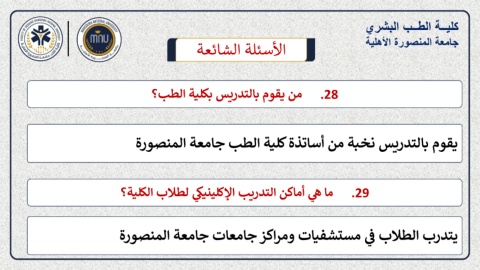 كليــة الطــب البشري
جامعة المنصورة الأهلية
MNU
الأسئلة الشائعة
28. من يقوم بالتدريس بكلية الطب؟
يقوم بالتدريس نخبة من أساتذة كلية الطب جامعة المنصورة
29. ما هي أماكن التدريب الإكلينيكي لطلاب الكلية؟
يتدرب الطلاب في مستشفيات ومراكز جامعات جامعة المنصورة